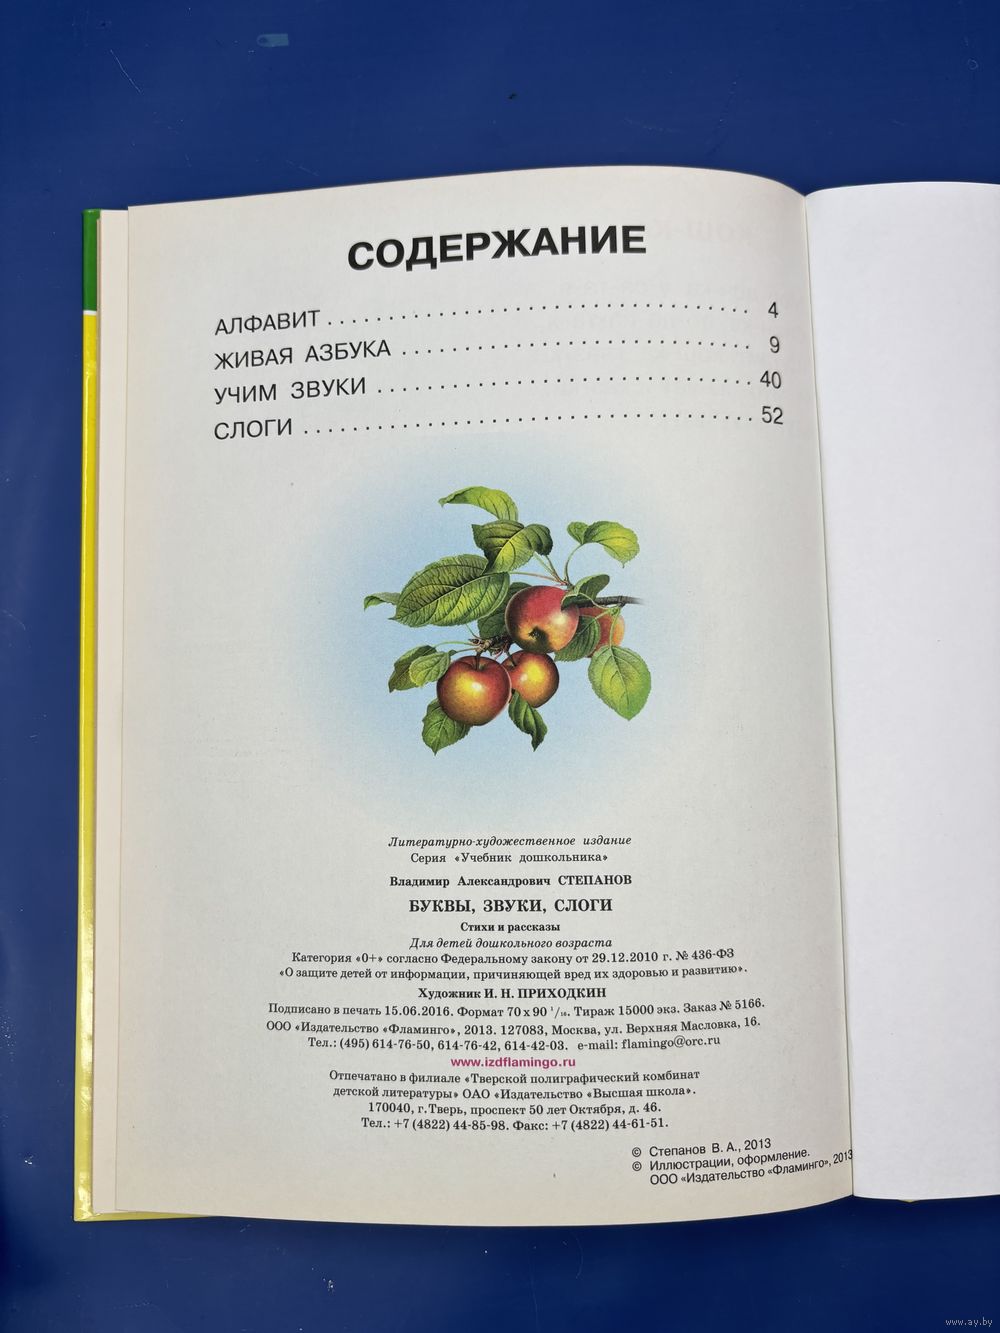 СОДЕРЖАНИЕ
АЛФАВИТ . . . . . . . . . . . . . . . . . . . . . . . . . . . . . . . . . . 4
ЖИВАЯ АЗБУКА . . . . . . . . . . . . . . . . . . . . . . . . . . . . . 9
УЧИМ ЗВУКИ . . . . . . . . . . . . . . . . . . . . . . . . . . . . . . . 40
СЛОГИ . . . . . . . . . . . . . . . . . . . . . . . . . . . . . . . . . . . . 52
Литературно-художественное издание
Серия «Учебник дошкольника»
Владимир Александрович СТЕПАНОВ
БУКВЫ, ЗВУКИ, СЛОГИ
Стихи и рассказы
Для детей дошкольного возраста
Категория «0+» согласно Федеральному закону от 29.12.2010 г. № 436-ФЗ
«О защите детей от информации, причиняющей вред их здоровью и развитию».
Художник И. Н. ПРИХОДКИН
Подписано в печать 15.06.2016. Формат 70 х 90 1/16. Тираж 15000 экз. Заказ № 5166.
ООО «Издательство «Фламинго», 2013. 127083, Москва, ул. Верхняя Масловка, 16.
Тел.: (495) 614-76-50, 614-76-42, 614-42-03. e-mail: flamingo@orc.ru
www.izdflamingo.ru
Отпечатано в филиале «Тверской полиграфический комбинат
детской литературы» ОАО «Издательство «Высшая школа».
170040, г. Тверь, проспект 50 лет Октября, д. 46.
Тел.: +7 (4822) 44-85-98. Факс: +7 (4822) 44-61-51.
© Степанов В. А., 2013
© Иллюстрации, оформление.
ООО «Издательство «Фламинго», 2013
www.ay.by